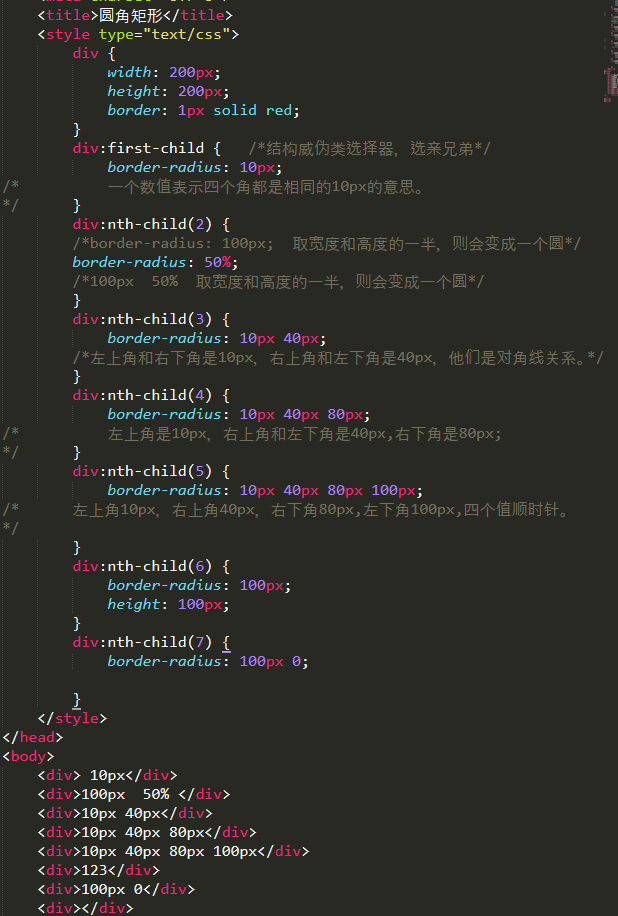 <title>圆角矩形</title>
<style type="text/css">
div {
width: 200px;
height: 200px;
border: 1px solid red;
}
div:first-child { /*结构威伪类选择器, 选亲兄弟*/
border-radius: 10px;
/* 一个数值表示四个角都是相同的10px的意思。
*/ }
div:nth-child(2) {
/*border-radius: 100px; 取宽度和高度的一半, 则会变成一个圆*/
border-radius: 50%;
/*100px 50% 取宽度和高度的一半, 则会变成一个圆*/
}
div:nth-child(3) {
border-radius: 10px 40px;
/*左上角和右下角是10px, 右上角和左下角是40px, 他们是对角线关系。*/
}
div:nth-child(4) {
border-radius: 10px 40px 80px;
/* 左上角是10px, 右上角和左下角是40px,右下角是80px;
*/ }
div:nth-child(5) {
border-radius: 10px 40px 80px 100px;
/* 左上角10px, 右上角40px, 右下角80px,左下角100px,四个值顺时针。
*/
}
div:nth-child(6) {
border-radius: 100px;
height: 100px;
}
div:nth-child(7) {
border-radius: 100px 0;
}
</style>
</head>
<body>
<div> 10px</div>
<div>100px 50% </div>
<div>10px 40px</div>
<div>10px 40px 80px</div>
<div>10px 40px 80px 100px</div>
<div>123</div>
<div>100px 0</div>
<div></div>